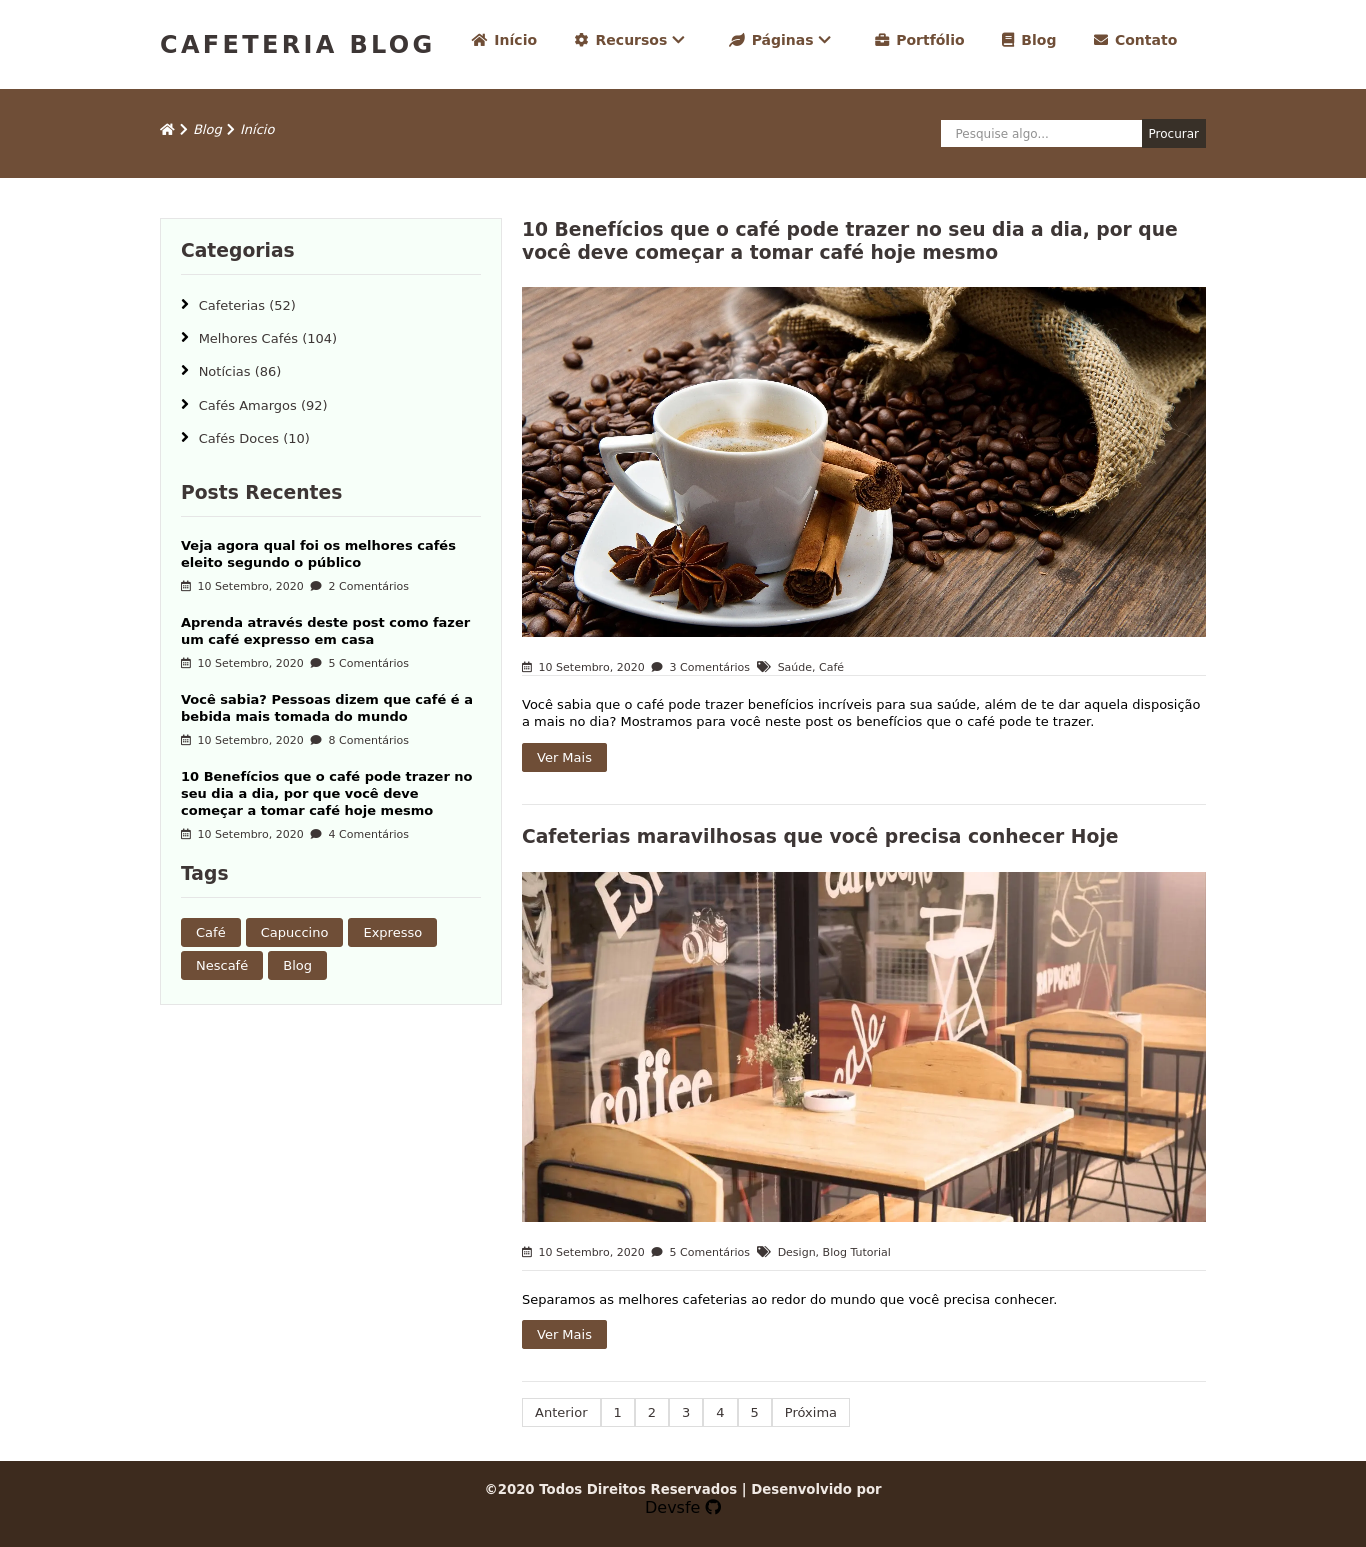 CAFETERIA BLOG
Início
Recursos
Páginas
Portfólio
Blog
Contato
Blog
Início
Pesquise algo...
Procurar
Categorias
Cafeterias (52)
Melhores Cafés (104)
Notícias (86)
Cafés Amargos (92)
Cafés Doces (10)
Posts Recentes
Veja agora qual foi os melhores cafés
eleito segundo o público
10 Setembro, 2020 2 Comentários
Aprenda através deste post como fazer
um café expresso em casa
10 Setembro, 2020 5 Comentários
Você sabia? Pessoas dizem que café é a
bebida mais tomada do mundo
10 Setembro, 2020 8 Comentários
10 Benefícios que o café pode trazer no
seu dia a dia, por que você deve
começar a tomar café hoje mesmo
10 Setembro, 2020 4 Comentários
Tags
Café Capuccino Expresso
Nescafé Blog
10 Benefícios que o café pode trazer no seu dia a dia, por que
você deve começar a tomar café hoje mesmo
10 Setembro, 2020 3 Comentários Saúde, Café
Você sabia que o café pode trazer benefícios incríveis para sua saúde, além de te dar aquela disposição
a mais no dia? Mostramos para você neste post os benefícios que o café pode te trazer.
Ver Mais
Cafeterias maravilhosas que você precisa conhecer Hoje
coffee
cafe
10 Setembro, 2020 5 Comentários Design, Blog Tutorial
Separamos as melhores cafeterias ao redor do mundo que você precisa conhecer.
Ver Mais
Anterior 1 2 3 4 5 Próxima
©2020 Todos Direitos Reservados | Desenvolvido por
Devsfe